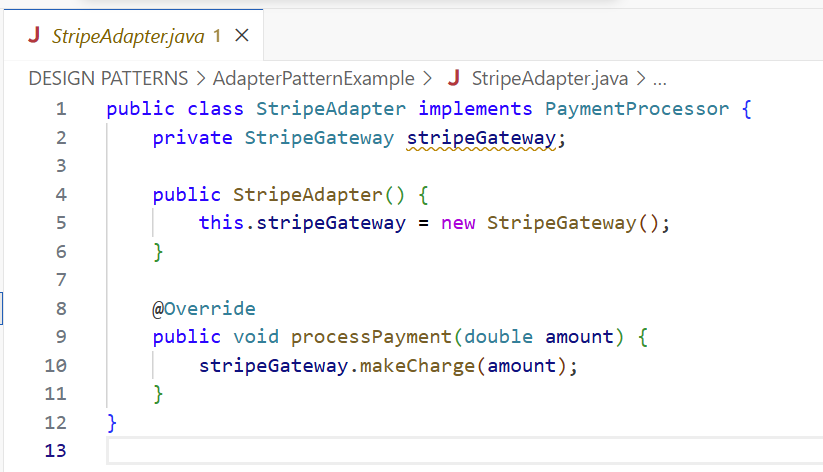 J StripeAdapter.java 1 ×
DESIGN PATTERNS > AdapterPatternExample > J StripeAdapter.java > ...
1 public class StripeAdapter implements PaymentProcessor {
2     private StripeGateway stripeGateway;
3
4     public StripeAdapter() {
5         this.stripeGateway = new StripeGateway();
6     }
7
8     @Override
9     public void processPayment(double amount) {
10         stripeGateway.makeCharge(amount);
11     }
12 }
13